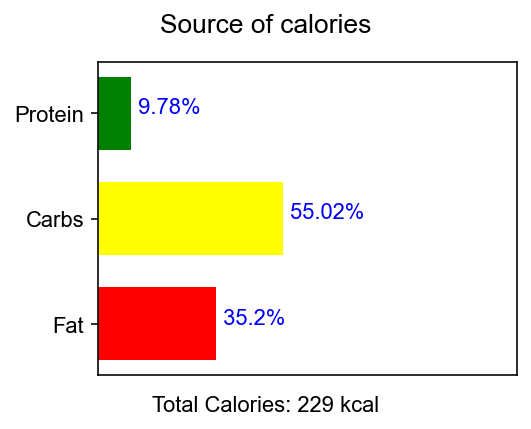 Source of calories
Protein
9.78%
Carbs
55.02%
Fat
35.2%
Total Calories: 229 kcal